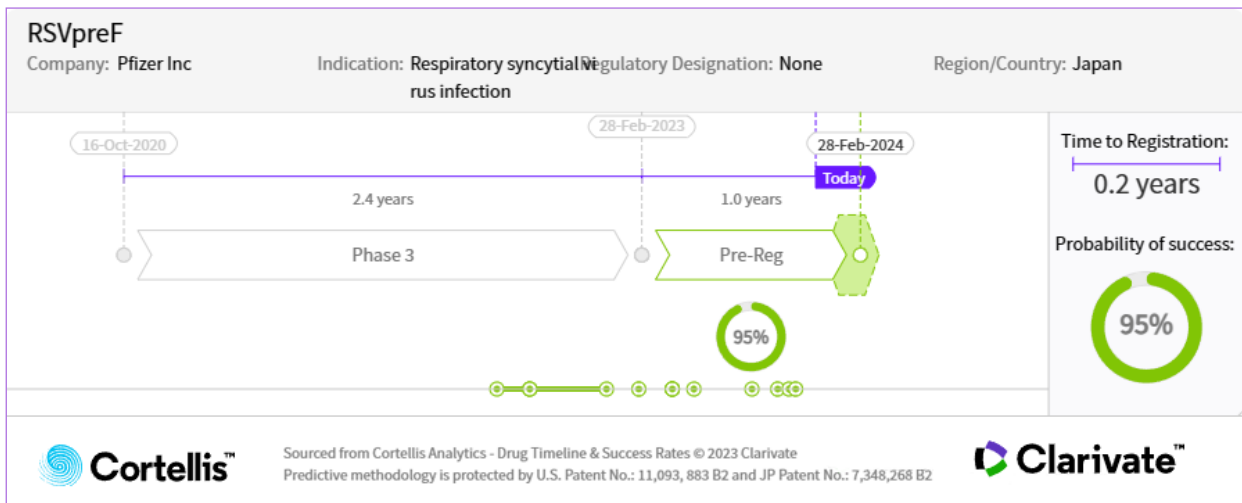 RSVpreF
Company: Pfizer Inc
Indication: Respiratory syncytial vi
rus infection
Regulatory Designation: None
Region/Country: Japan
16-Oct-2020
28-Feb-2023
28-Feb-2024
Today
2.4 years
1.0 years
Phase 3
Pre-Reg
95%
Time to Registration:
0.2 years
Probability of success:
95%
Cortellis™
Sourced from Cortellis Analytics - Drug Timeline & Success Rates © 2023 Clarivate
Predictive methodology is protected by U.S. Patent No.: 11,093, 883 B2 and JP Patent No.: 7,348,268 B2
Clarivate™